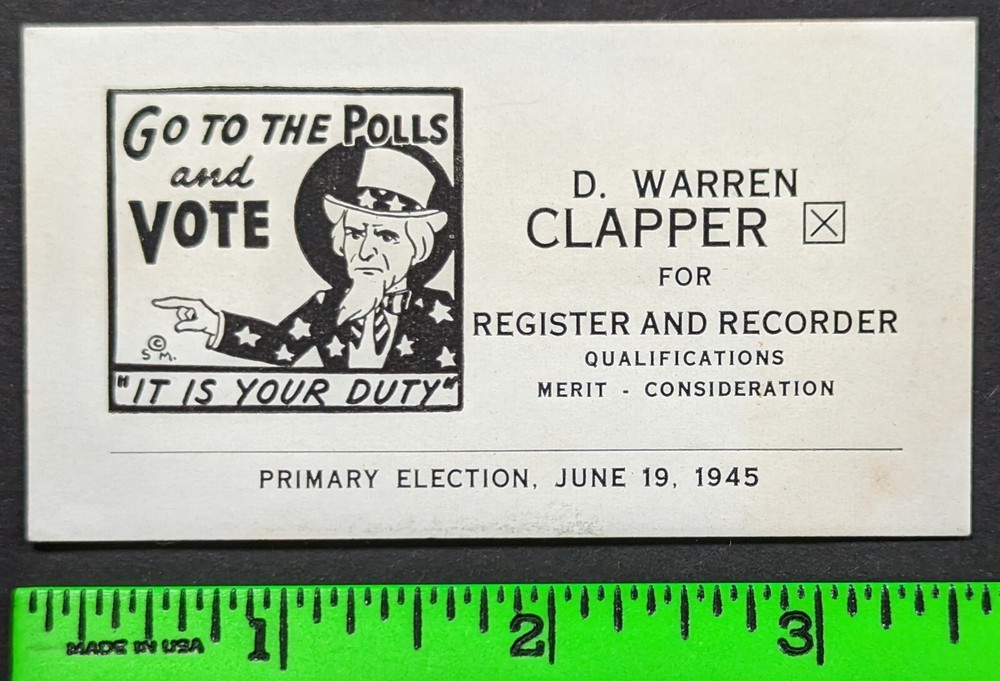 GO TO THE POLLS
and
VOTE
©
S M.
"IT IS YOUR DUTY"
D. WARREN
CLAPPER ☒
FOR
REGISTER AND RECORDER
QUALIFICATIONS
MERIT - CONSIDERATION
PRIMARY ELECTION, JUNE 19, 1945
1 2 3
MADE IN USA